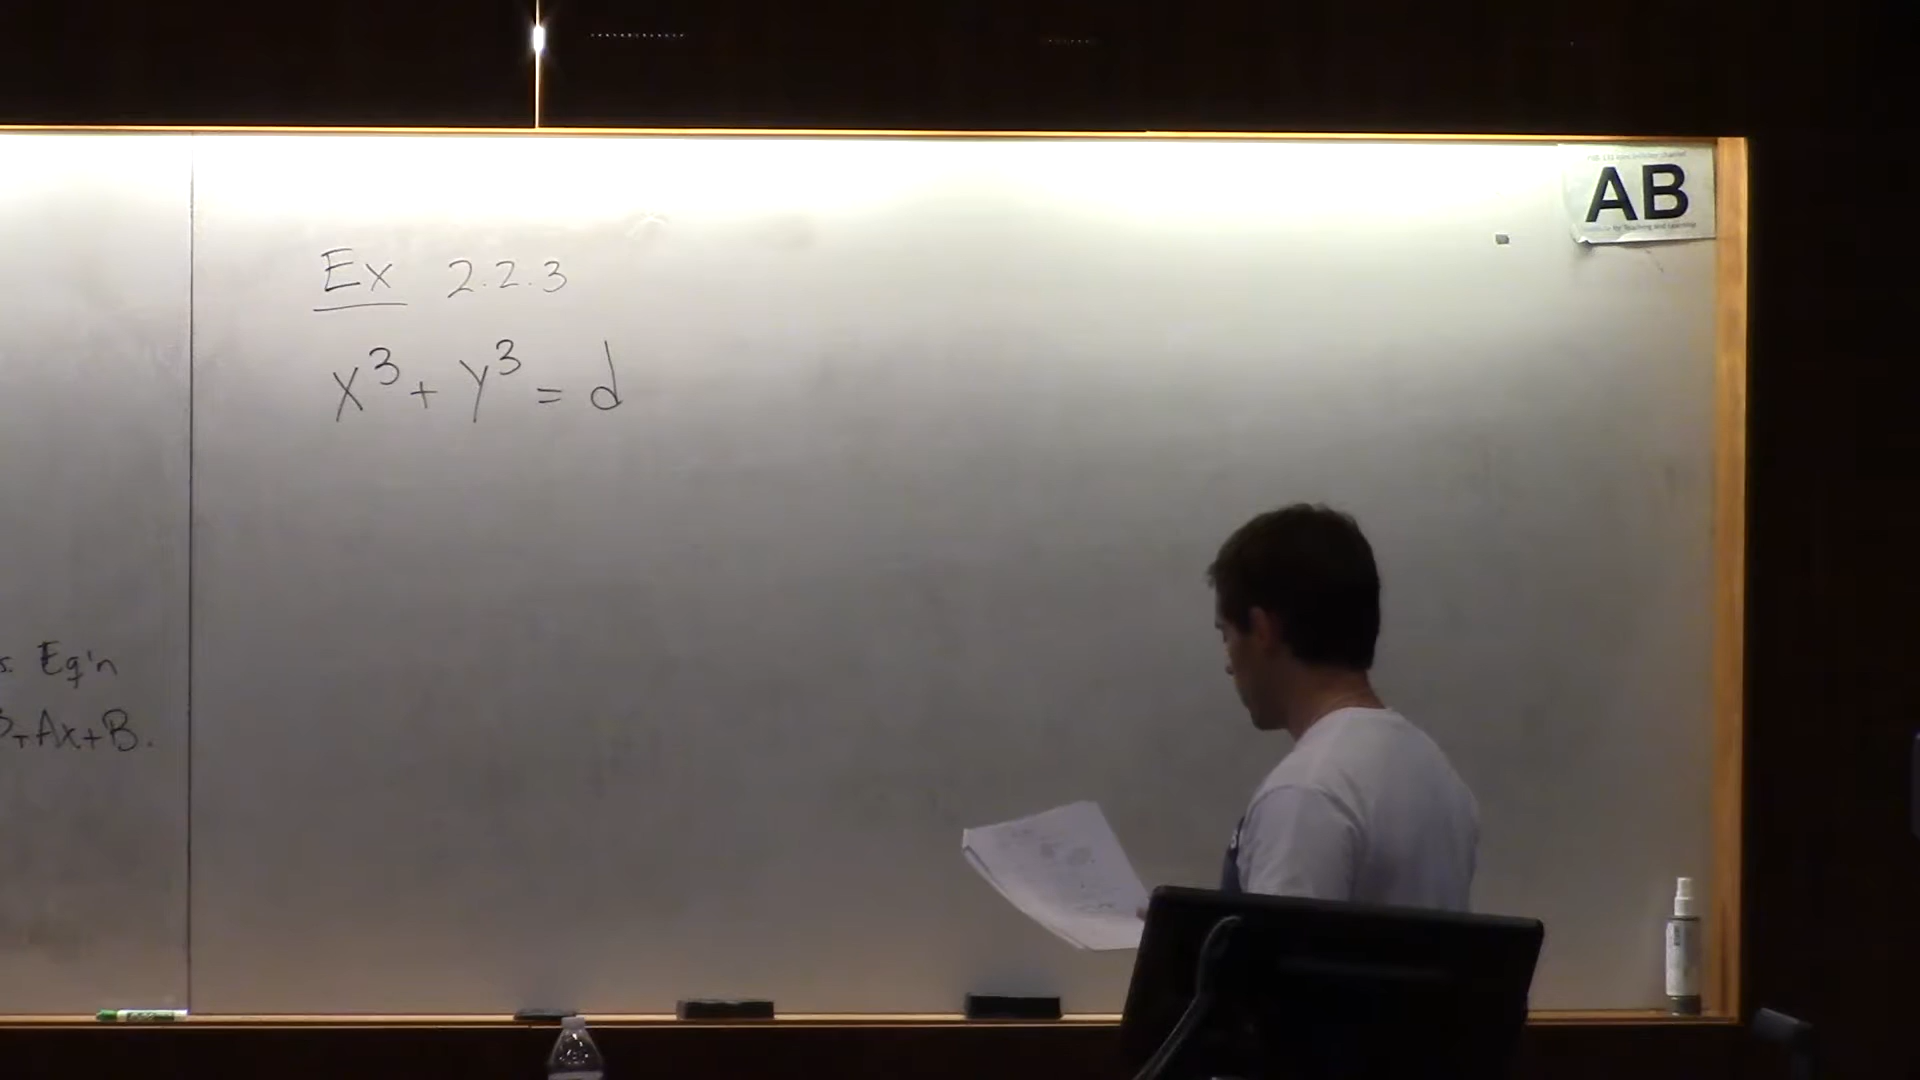 Eq'n
+Ax+B.
Ex 2.2.3
x³ + y³ = d
AB